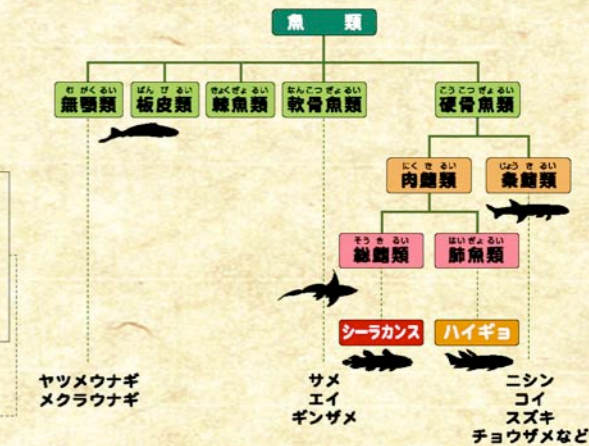 魚類
むがくるい
無顎類
ばんぴるい
板皮類
きょくぎょるい
棘魚類
なんこつぎょるい
軟骨魚類
こうこつぎょるい
硬骨魚類
にくきるい
肉鰭類
じょうきるい
条鰭類
そうきるい
総鰭類
はいぎょるい
肺魚類
シーラカンス
ハイギョ
ヤツメウナギ
メクラウナギ
サメ
エイ
ギンザメ
ニシン
コイ
スズキ
チョウザメなど